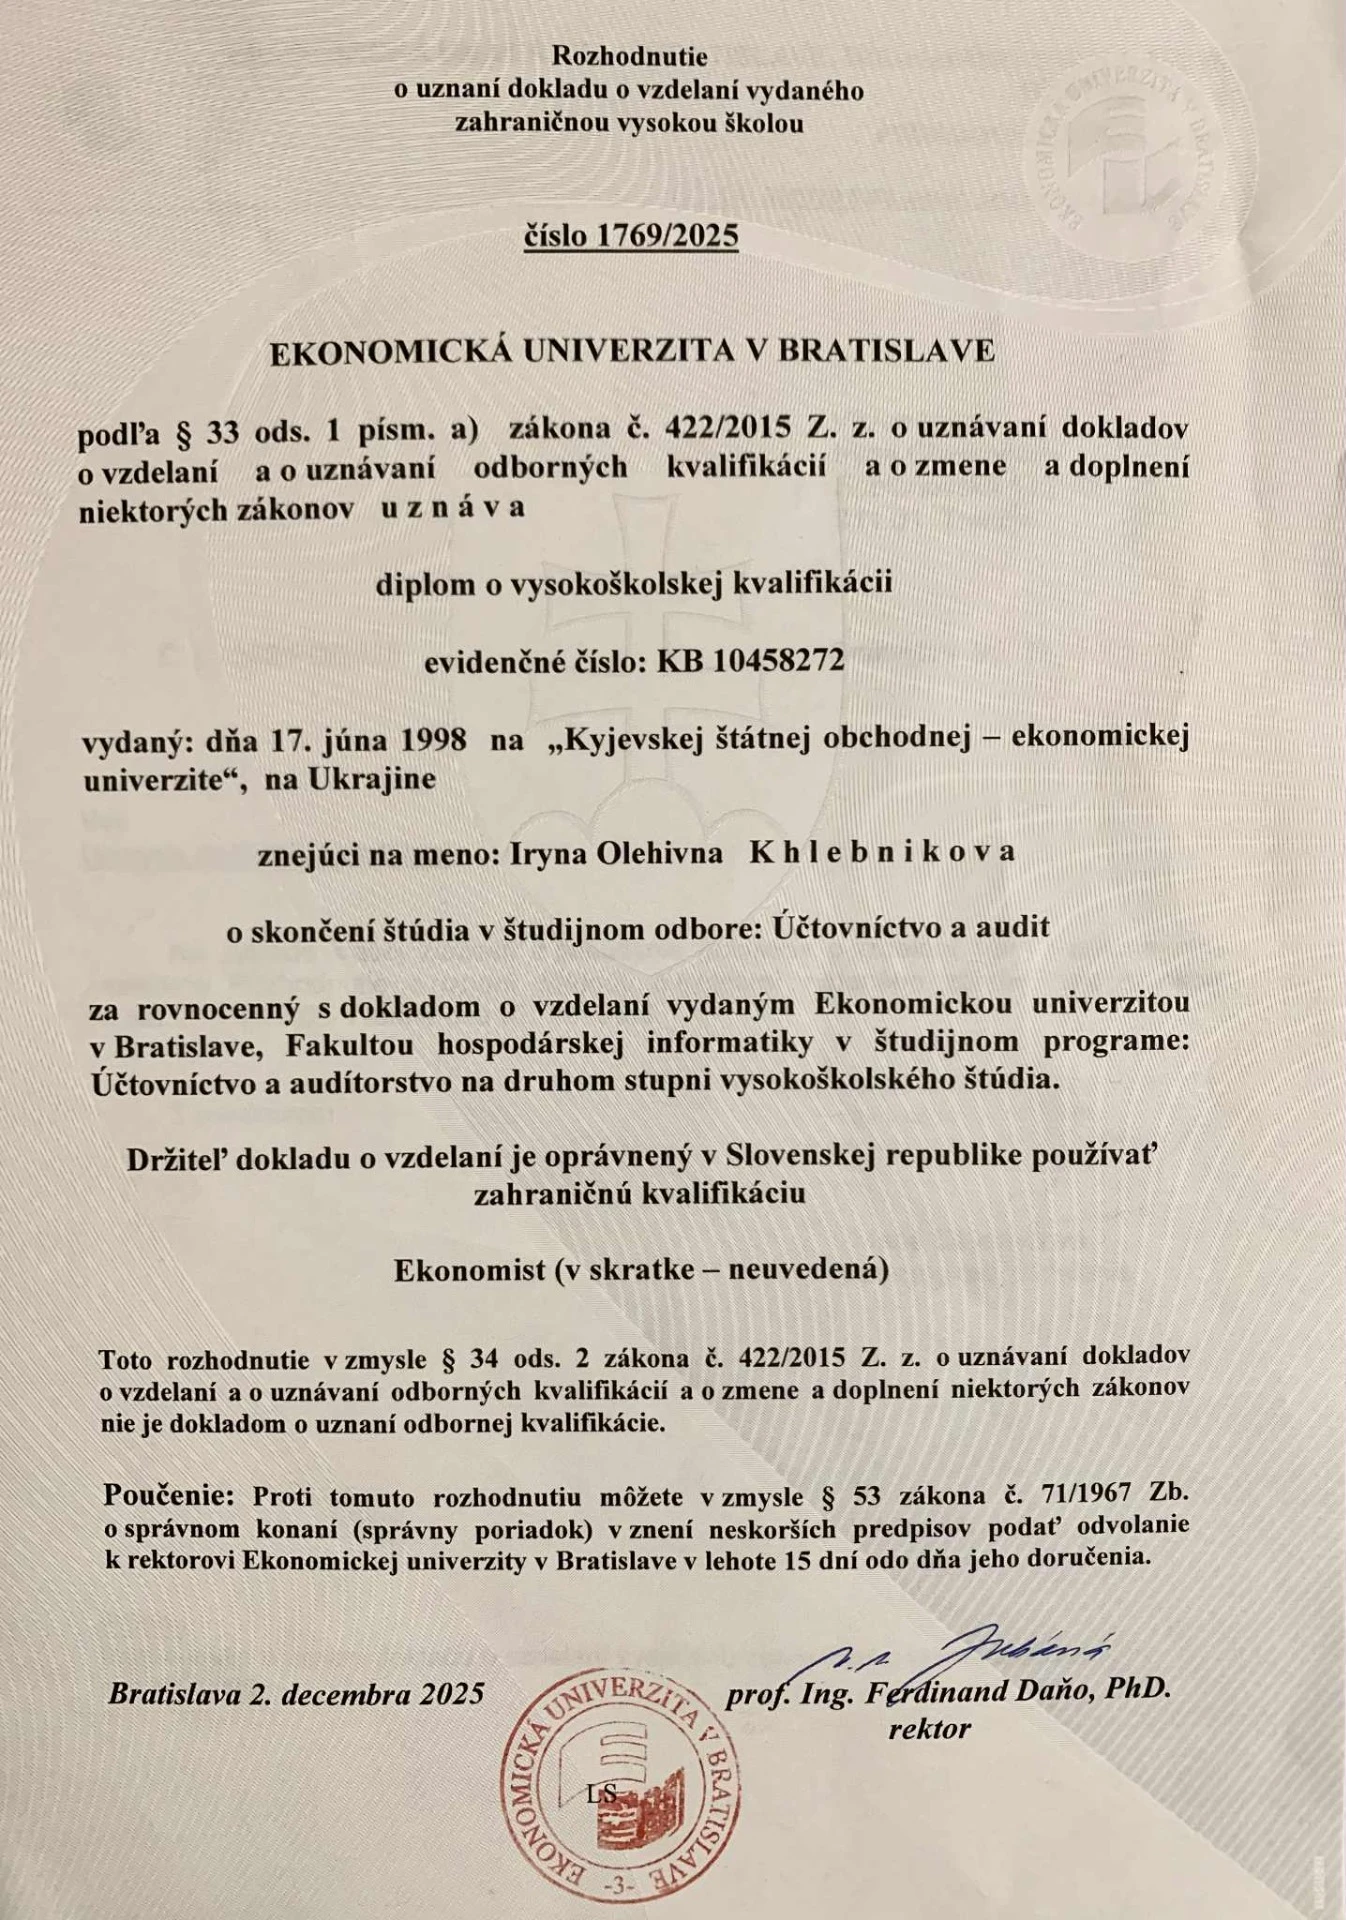 Rozhodnutie
o uznaní dokladu o vzdelaní vydaného
zahraničnou vysokou školou
EKONOMICKÁ UNIVERZITA V BRATISLAVE
číslo 1769/2025
EKONOMICKÁ UNIVERZITA V BRATISLAVE
podľa § 33 ods. 1 písm. a) zákona č. 422/2015 Z. z. o uznávaní dokladov
o vzdelaní a o uznávaní odborných kvalifikácií a o zmene a doplnení
niektorých zákonov u z n á v a
diplom o vysokoškolskej kvalifikácii
evidenčné číslo: KB 10458272
vydaný: dňa 17. júna 1998 na „Kyjevskej štátnej obchodnej – ekonomickej
univerzite“, na Ukrajine
znejúci na meno: Iryna Olehivna K h l e b n i k o v a
o skončení štúdia v študijnom odbore: Účtovníctvo a audit
za rovnocenný s dokladom o vzdelaní vydaným Ekonomickou univerzitou
v Bratislave, Fakultou hospodárskej informatiky v študijnom programe:
Účtovníctvo a audítorstvo na druhom stupni vysokoškolského štúdia.
Držiteľ dokladu o vzdelaní je oprávnený v Slovenskej republike používať
zahraničnú kvalifikáciu
Ekonomist (v skratke – neuvedená)
Toto rozhodnutie v zmysle § 34 ods. 2 zákona č. 422/2015 Z. z. o uznávaní dokladov
o vzdelaní a o uznávaní odborných kvalifikácií a o zmene a doplnení niektorých zákonov
nie je dokladom o uznaní odbornej kvalifikácie.
Poučenie: Proti tomuto rozhodnutiu môžete v zmysle § 53 zákona č. 71/1967 Zb.
o správnom konaní (správny poriadok) v znení neskorších predpisov podať odvolanie
k rektorovi Ekonomickej univerzity v Bratislave v lehote 15 dní odo dňa jeho doručenia.
Bratislava 2. decembra 2025
prof. Ing. Ferdinand Daňo, PhD.
rektor
EKONOMICKÁ UNIVERZITA V BRATISLAVE
LS
-3-